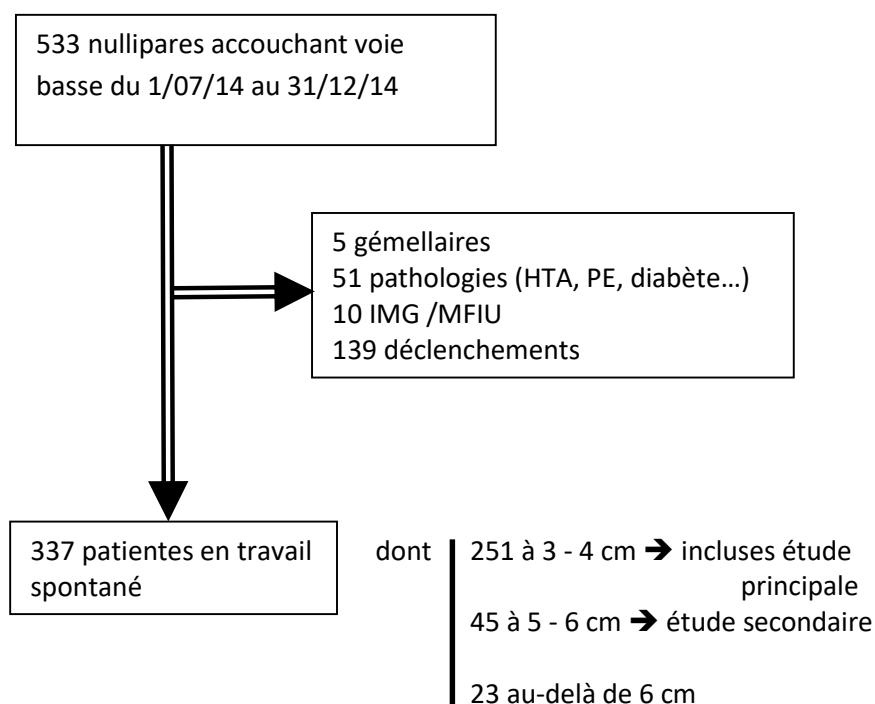 533 nullipares accouchant voie
basse du 1/07/14 au 31/12/14
5 gémellaires
51 pathologies (HTA, PE, diabète…)
10 IMG /MFIU
139 déclenchements
337 patientes en travail
spontané
dont
251 à 3 - 4 cm ➔ incluses étude
principale
45 à 5 - 6 cm ➔ étude secondaire
23 au-delà de 6 cm